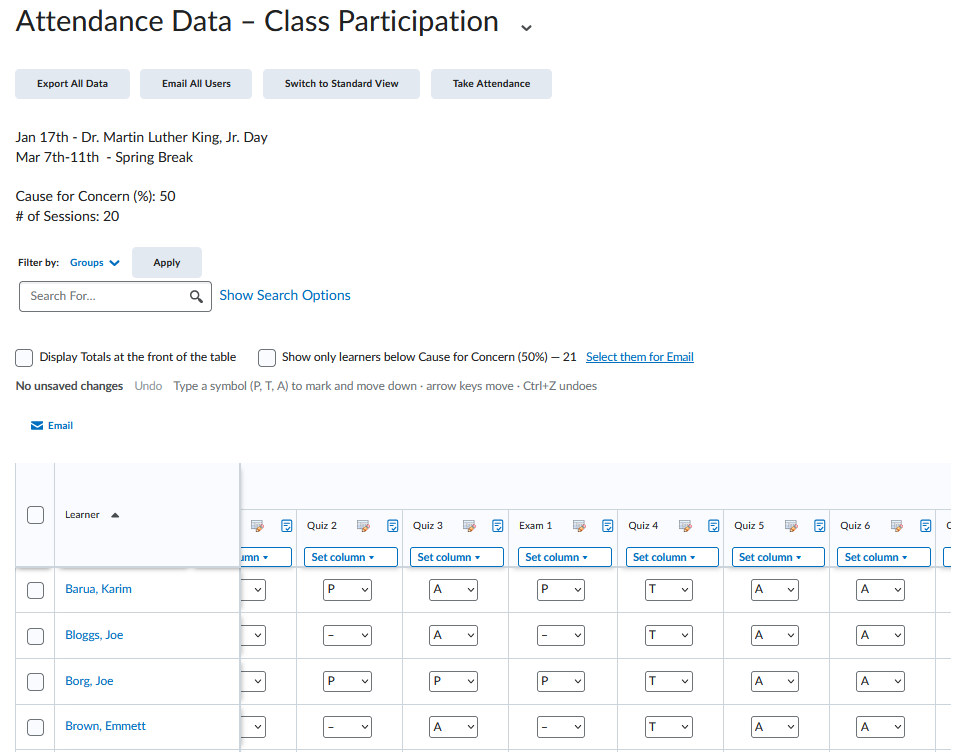 Attendance Data – Class Participation
Export All Data Email All Users Switch to Standard View Take Attendance
Jan 17th - Dr. Martin Luther King, Jr. Day
Mar 7th-11th - Spring Break
Cause for Concern (%): 50
# of Sessions: 20
Filter by: Groups Apply
Search For... Show Search Options
Display Totals at the front of the table Show only learners below Cause for Concern (50%) — 21 Select them for Email
No unsaved changes Undo Type a symbol (P, T, A) to mark and move down · arrow keys move · Ctrl+Z undoes
Email
Learner Quiz 2 Quiz 3 Exam 1 Quiz 4 Quiz 5 Quiz 6
Set column Set column Set column Set column Set column Set column
Barua, Karim P A P T A A
Bloggs, Joe – A – T A A
Borg, Joe P P P T A A
Brown, Emmett – A – T A A